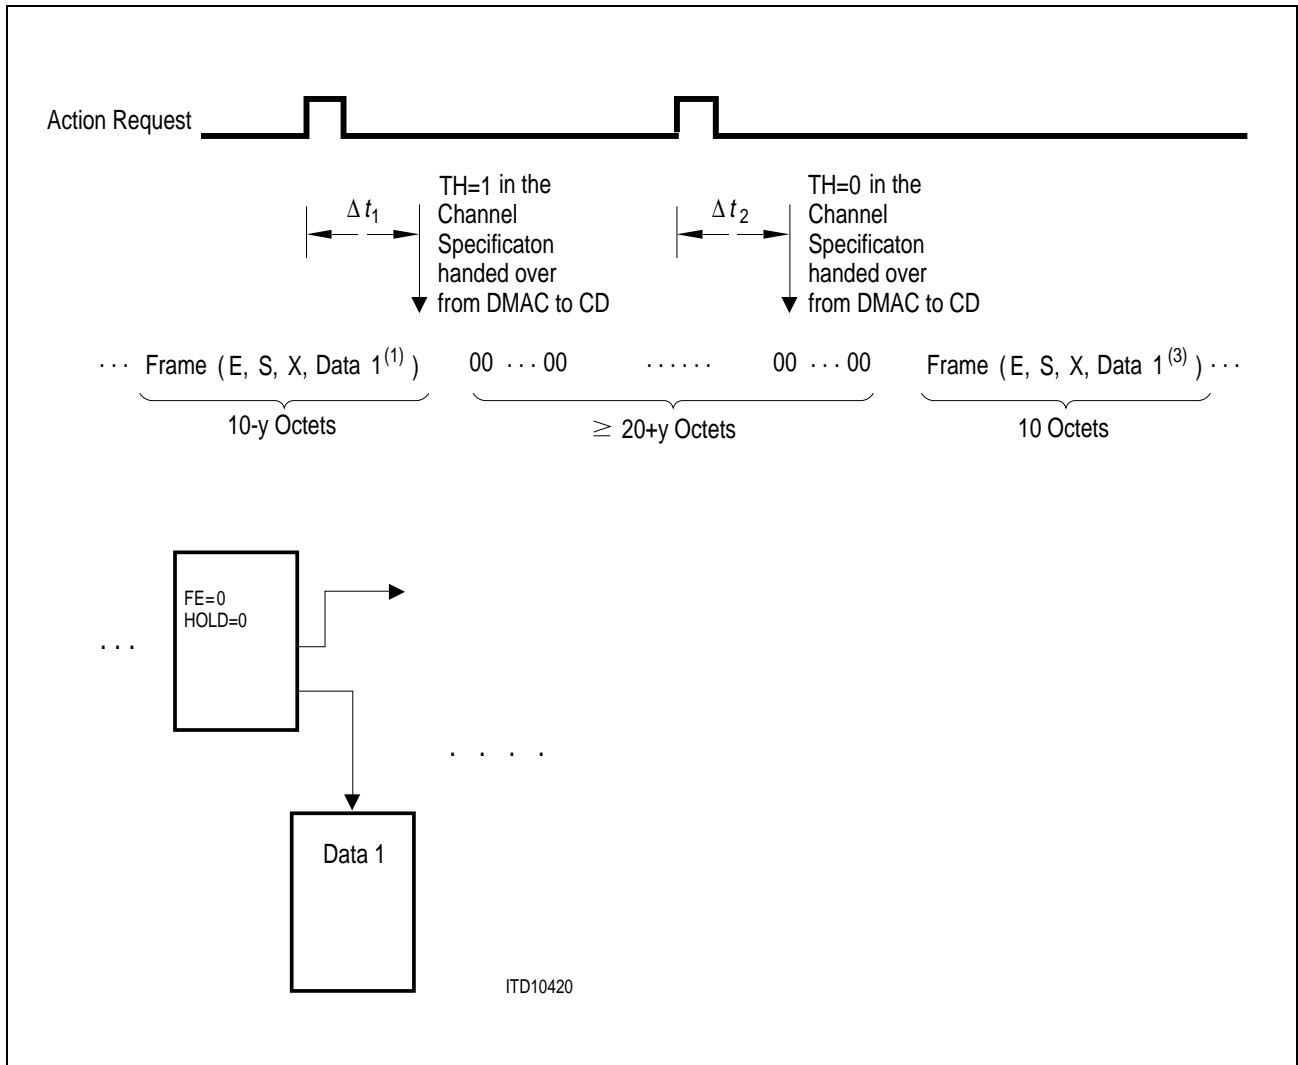 Action Request
TH=1 in the
Channel
Specificaton
handed over
from DMAC to CD
Δt₁
TH=0 in the
Channel
Specificaton
handed over
from DMAC to CD
Δt₂
··· Frame (E, S, X, Data 1⁽¹⁾) 00 ···00 ······ 00 ···00 Frame (E, S, X, Data 1⁽³⁾) ···
10-y Octets ≧ 20+y Octets 10 Octets
FE=0
HOLD=0
···
····
Data 1
ITD10420